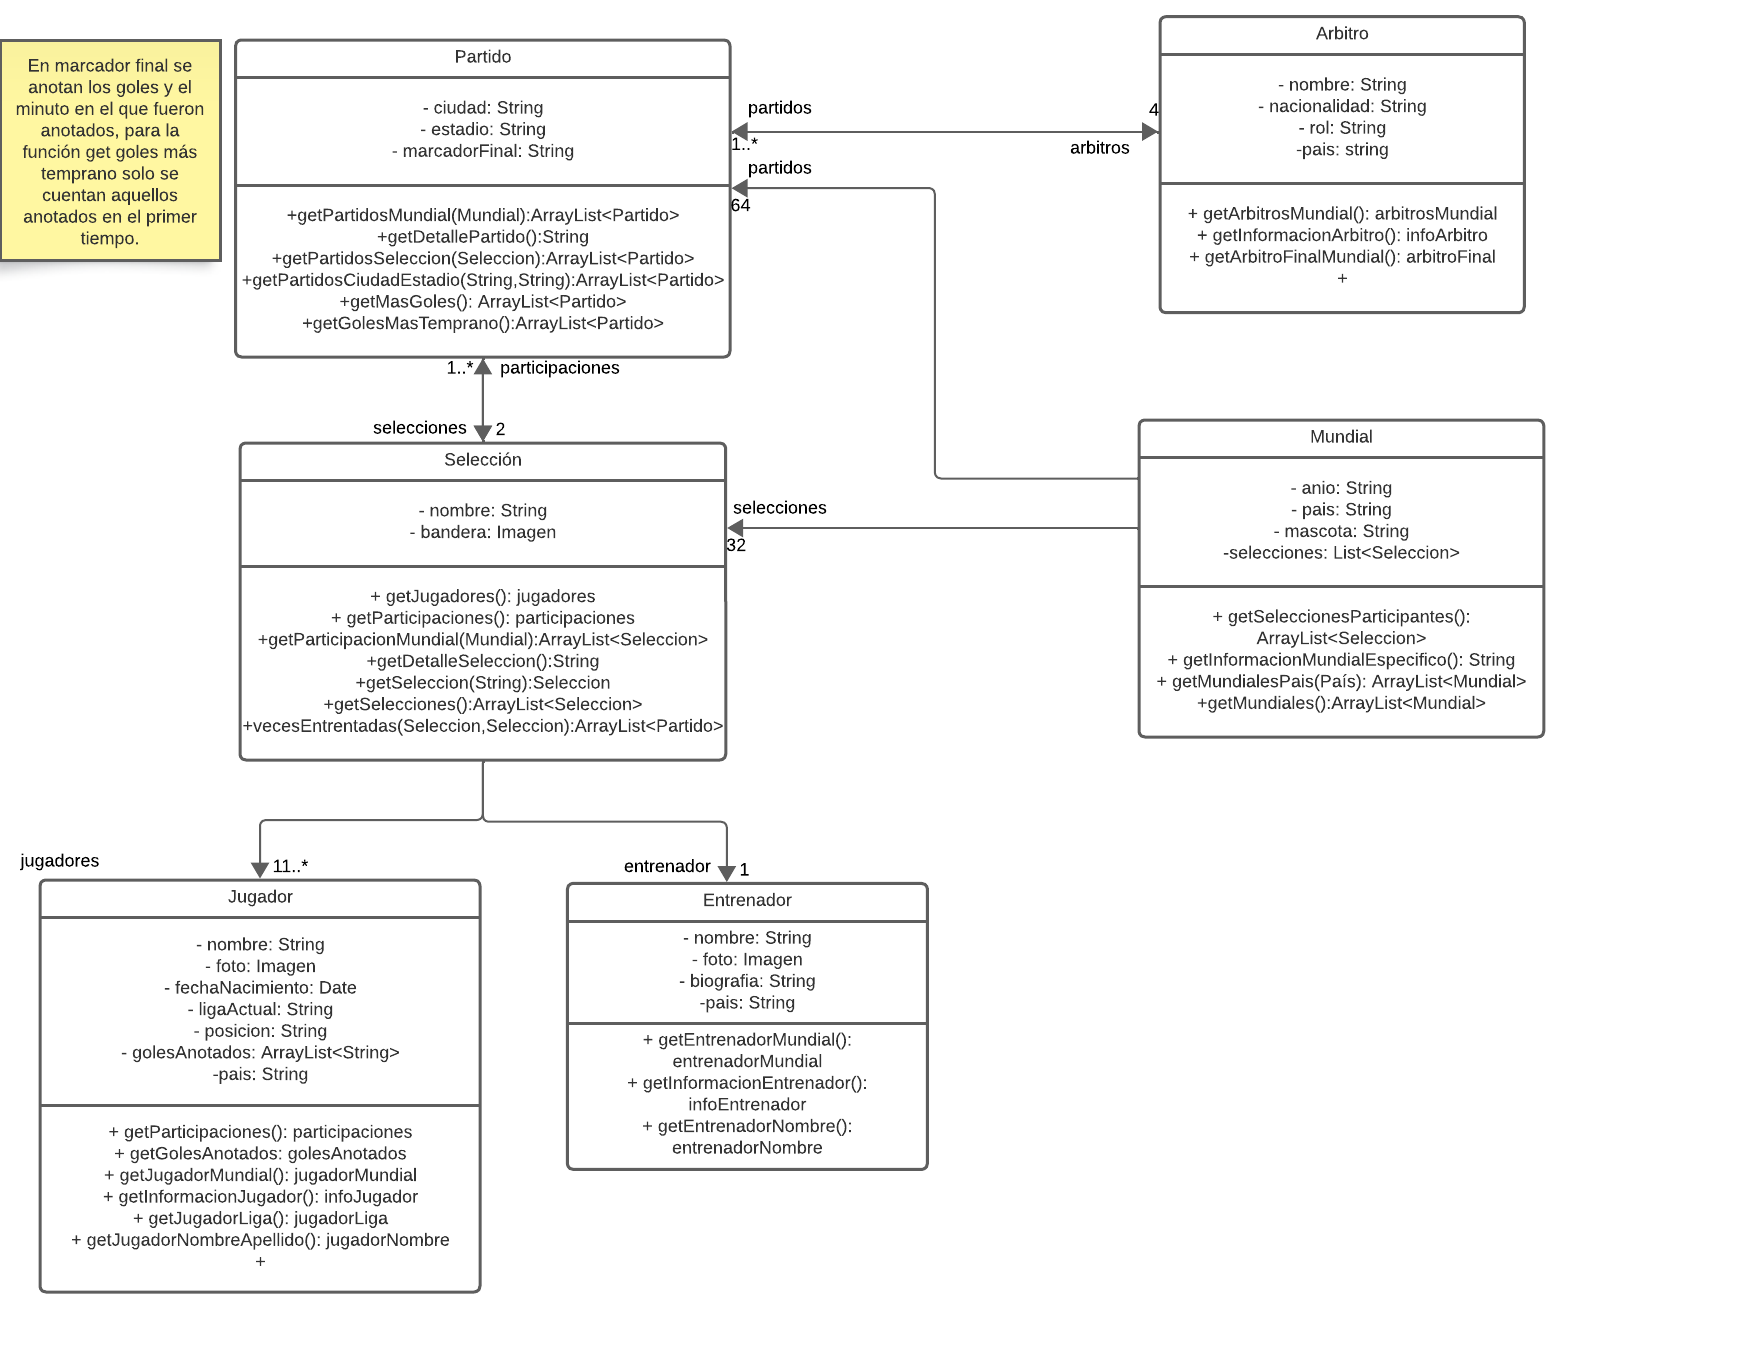 En marcador final se
anotan los goles y el
minuto en el que fueron
anotados, para la
función get goles más
temprano solo se
cuentan aquellos
anotados en el primer
tiempo.
Partido
- ciudad: String
- estadio: String
- marcadorFinal: String
+getPartidosMundial(Mundial):ArrayList<Partido>
+getDetallePartido():String
+getPartidosSeleccion(Seleccion):ArrayList<Partido>
+getPartidosCiudadEstadio(String,String):ArrayList<Partido>
+getMasGoles(): ArrayList<Partido>
+getGolesMasTemprano():ArrayList<Partido>
partidos
1..*
4
arbitros
partidos
64
Arbitro
- nombre: String
- nacionalidad: String
- rol: String
-pais: string
+ getArbitrosMundial(): arbitrosMundial
+ getInformacionArbitro(): infoArbitro
+ getArbitroFinalMundial(): arbitroFinal
+
1..*
participaciones
selecciones
2
Selección
- nombre: String
- bandera: Imagen
+ getJugadores(): jugadores
+ getParticipaciones(): participaciones
+getParticipacionMundial(Mundial):ArrayList<Seleccion>
+getDetalleSeleccion():String
+getSeleccion(String):Seleccion
+getSelecciones():ArrayList<Seleccion>
+vecesEntrentadas(Seleccion,Seleccion):ArrayList<Partido>
selecciones
32
Mundial
- anio: String
- pais: String
- mascota: String
-selecciones: List<Seleccion>
+ getSeleccionesParticipantes():
ArrayList<Seleccion>
+ getInformacionMundialEspecifico(): String
+ getMundialesPais(País): ArrayList<Mundial>
+getMundiales():ArrayList<Mundial>
jugadores
11..*
Jugador
- nombre: String
- foto: Imagen
- fechaNacimiento: Date
- ligaActual: String
- posicion: String
- golesAnotados: ArrayList<String>
-pais: String
+ getParticipaciones(): participaciones
+ getGolesAnotados: golesAnotados
+ getJugadorMundial(): jugadorMundial
+ getInformacionJugador(): infoJugador
+ getJugadorLiga(): jugadorLiga
+ getJugadorNombreApellido(): jugadorNombre
+
entrenador
1
Entrenador
- nombre: String
- foto: Imagen
- biografia: String
-pais: String
+ getEntrenadorMundial():
entrenadorMundial
+ getInformacionEntrenador():
infoEntrenador
+ getEntrenadorNombre():
entrenadorNombre